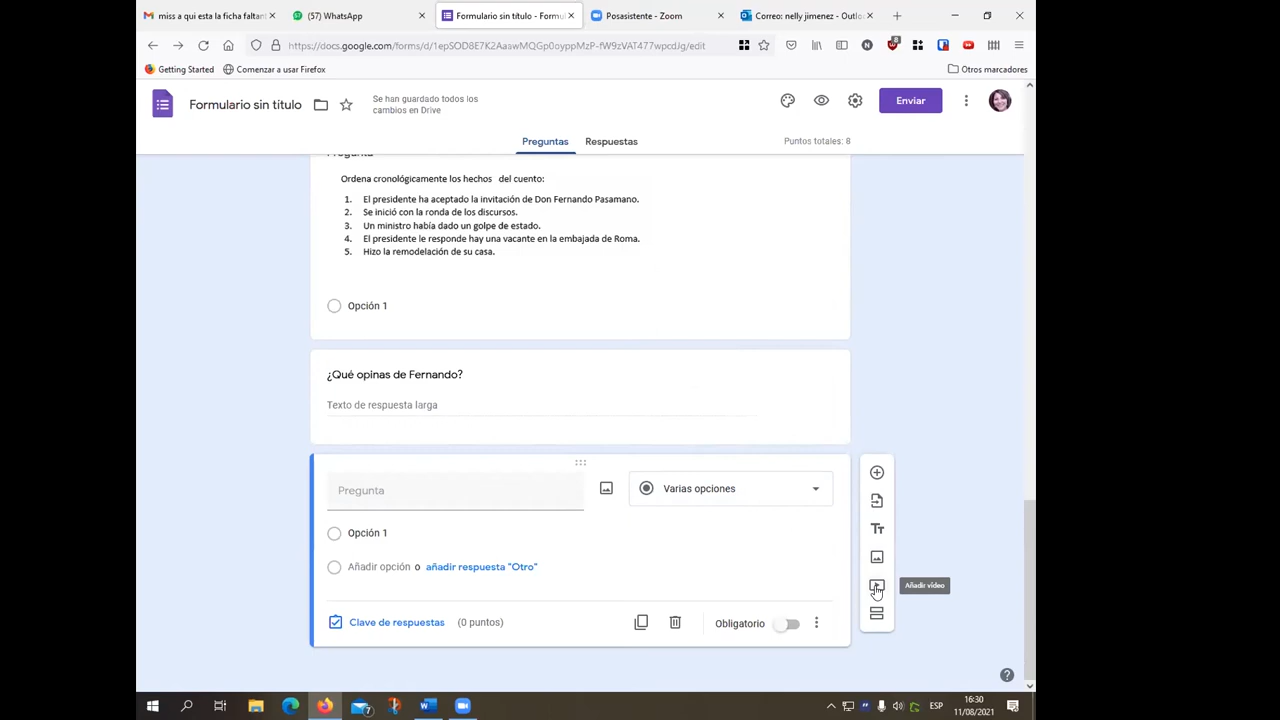 miss a qui esta la ficha faltant
(57) WhatsApp
Formulario sin título - Formul
Posasistente - Zoom
Correo: nelly jimenez - Outlo
https://docs.google.com/forms/d/1epSOD8E7K2AaawMQGp0oyppMzP-fW9zVAT477wpcdJg/edit
N
8
Getting Started
Comenzar a usar Firefox
Otros marcadores
Formulario sin título
Se han guardado todos los
cambios en Drive
Enviar
Preguntas
Respuestas
Puntos totales: 8
Pregunta
Ordena cronológicamente los hechos del cuento:
1. El presidente ha aceptado la invitación de Don Fernando Pasamano.
2. Se inició con la ronda de los discursos.
3. Un ministro había dado un golpe de estado.
4. El presidente le responde hay una vacante en la embajada de Roma.
5. Hizo la remodelación de su casa.
Opción 1
¿Qué opinas de Fernando?
Texto de respuesta larga
Pregunta
Varias opciones
Opción 1
Añadir opción o añadir respuesta "Otro"
Tт
Añadir vídeo
Clave de respuestas (0 puntos)
Obligatorio
7
ESP
16:30
11/08/2021